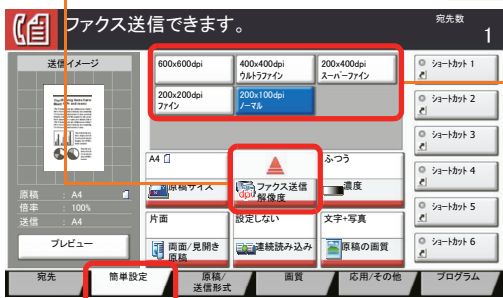 ファクス送信できます。
宛先数
1
送信イメージ
原稿 : A4
倍率 : 100%
送信 : A4
プレビュー
600x600dpi
400x400dpi
ウルトラファイン
200x400dpi
スーパーファイン
200x200dpi
ファイン
200x100dpi
ノーマル
A4
原稿サイズ
dpi
ファクス送信
解像度
ふつう
濃度
片面
両面/見開き
原稿
設定しない
連続読み込み
文字+写真
原稿の画質
ショートカット 1
ショートカット 2
ショートカット 3
ショートカット 4
ショートカット 5
ショートカット 6
宛先
簡単設定
原稿/
送信形式
画質
応用/その他
プログラム